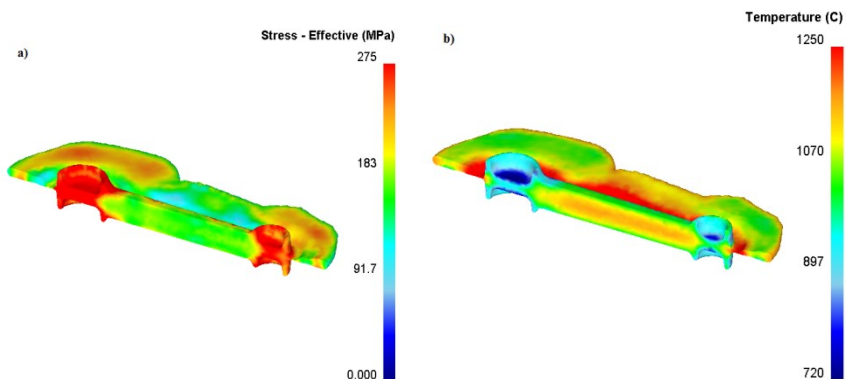 Stress - Effective (MPa)
a)
275
183
91.7
0.000
Temperature (C)
b)
1250
1070
897
720